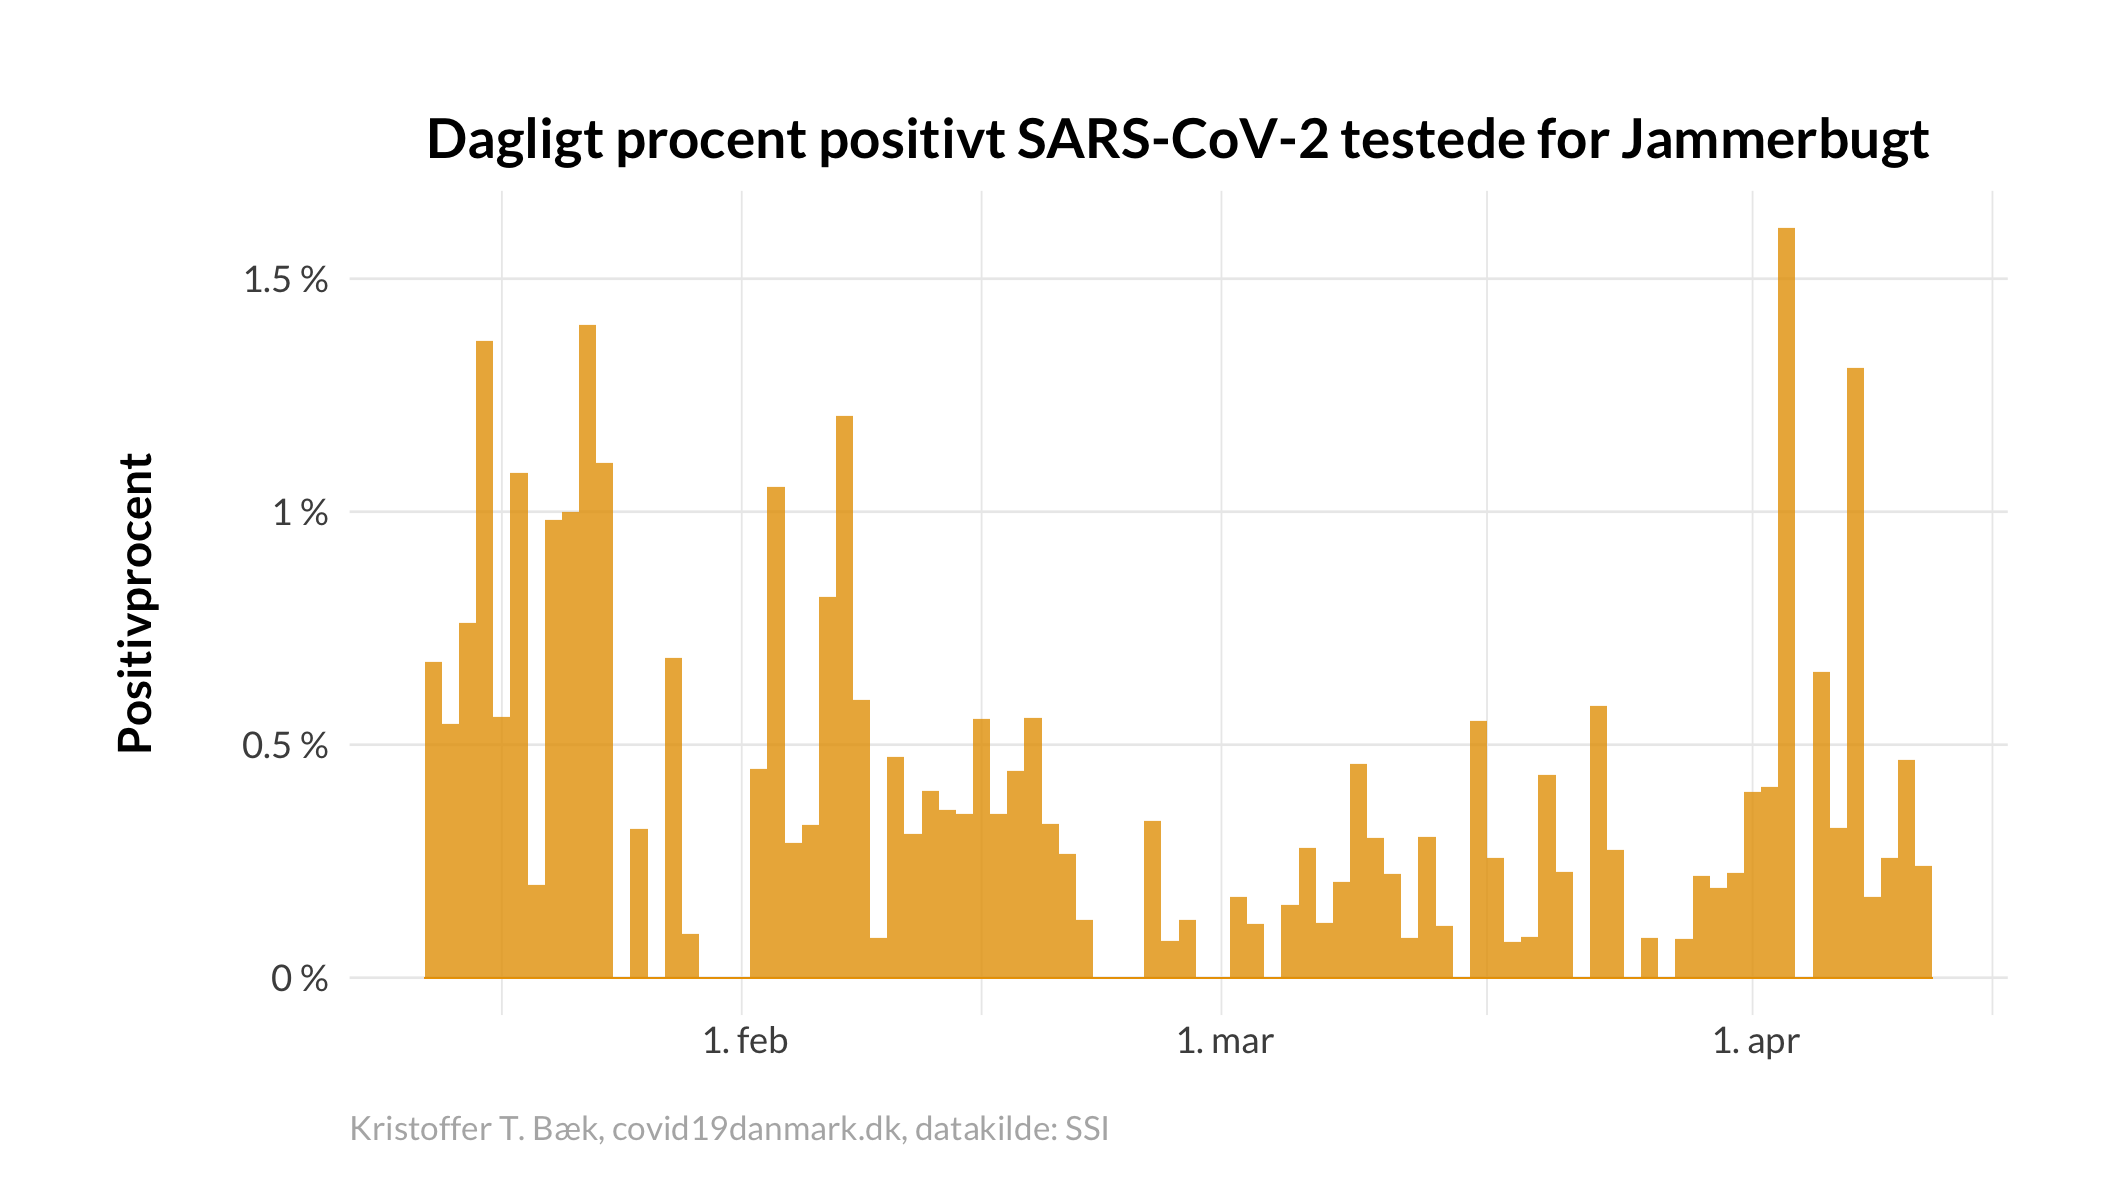 Dagligt procent positivt SARS-CoV-2 testede for Jammerbugt
Positivprocent
1.5 %
1 %
0.5 %
0 %
1. feb
1. mar
1. apr
Kristoffer T. Bæk, covid19danmark.dk, datakilde: SSI